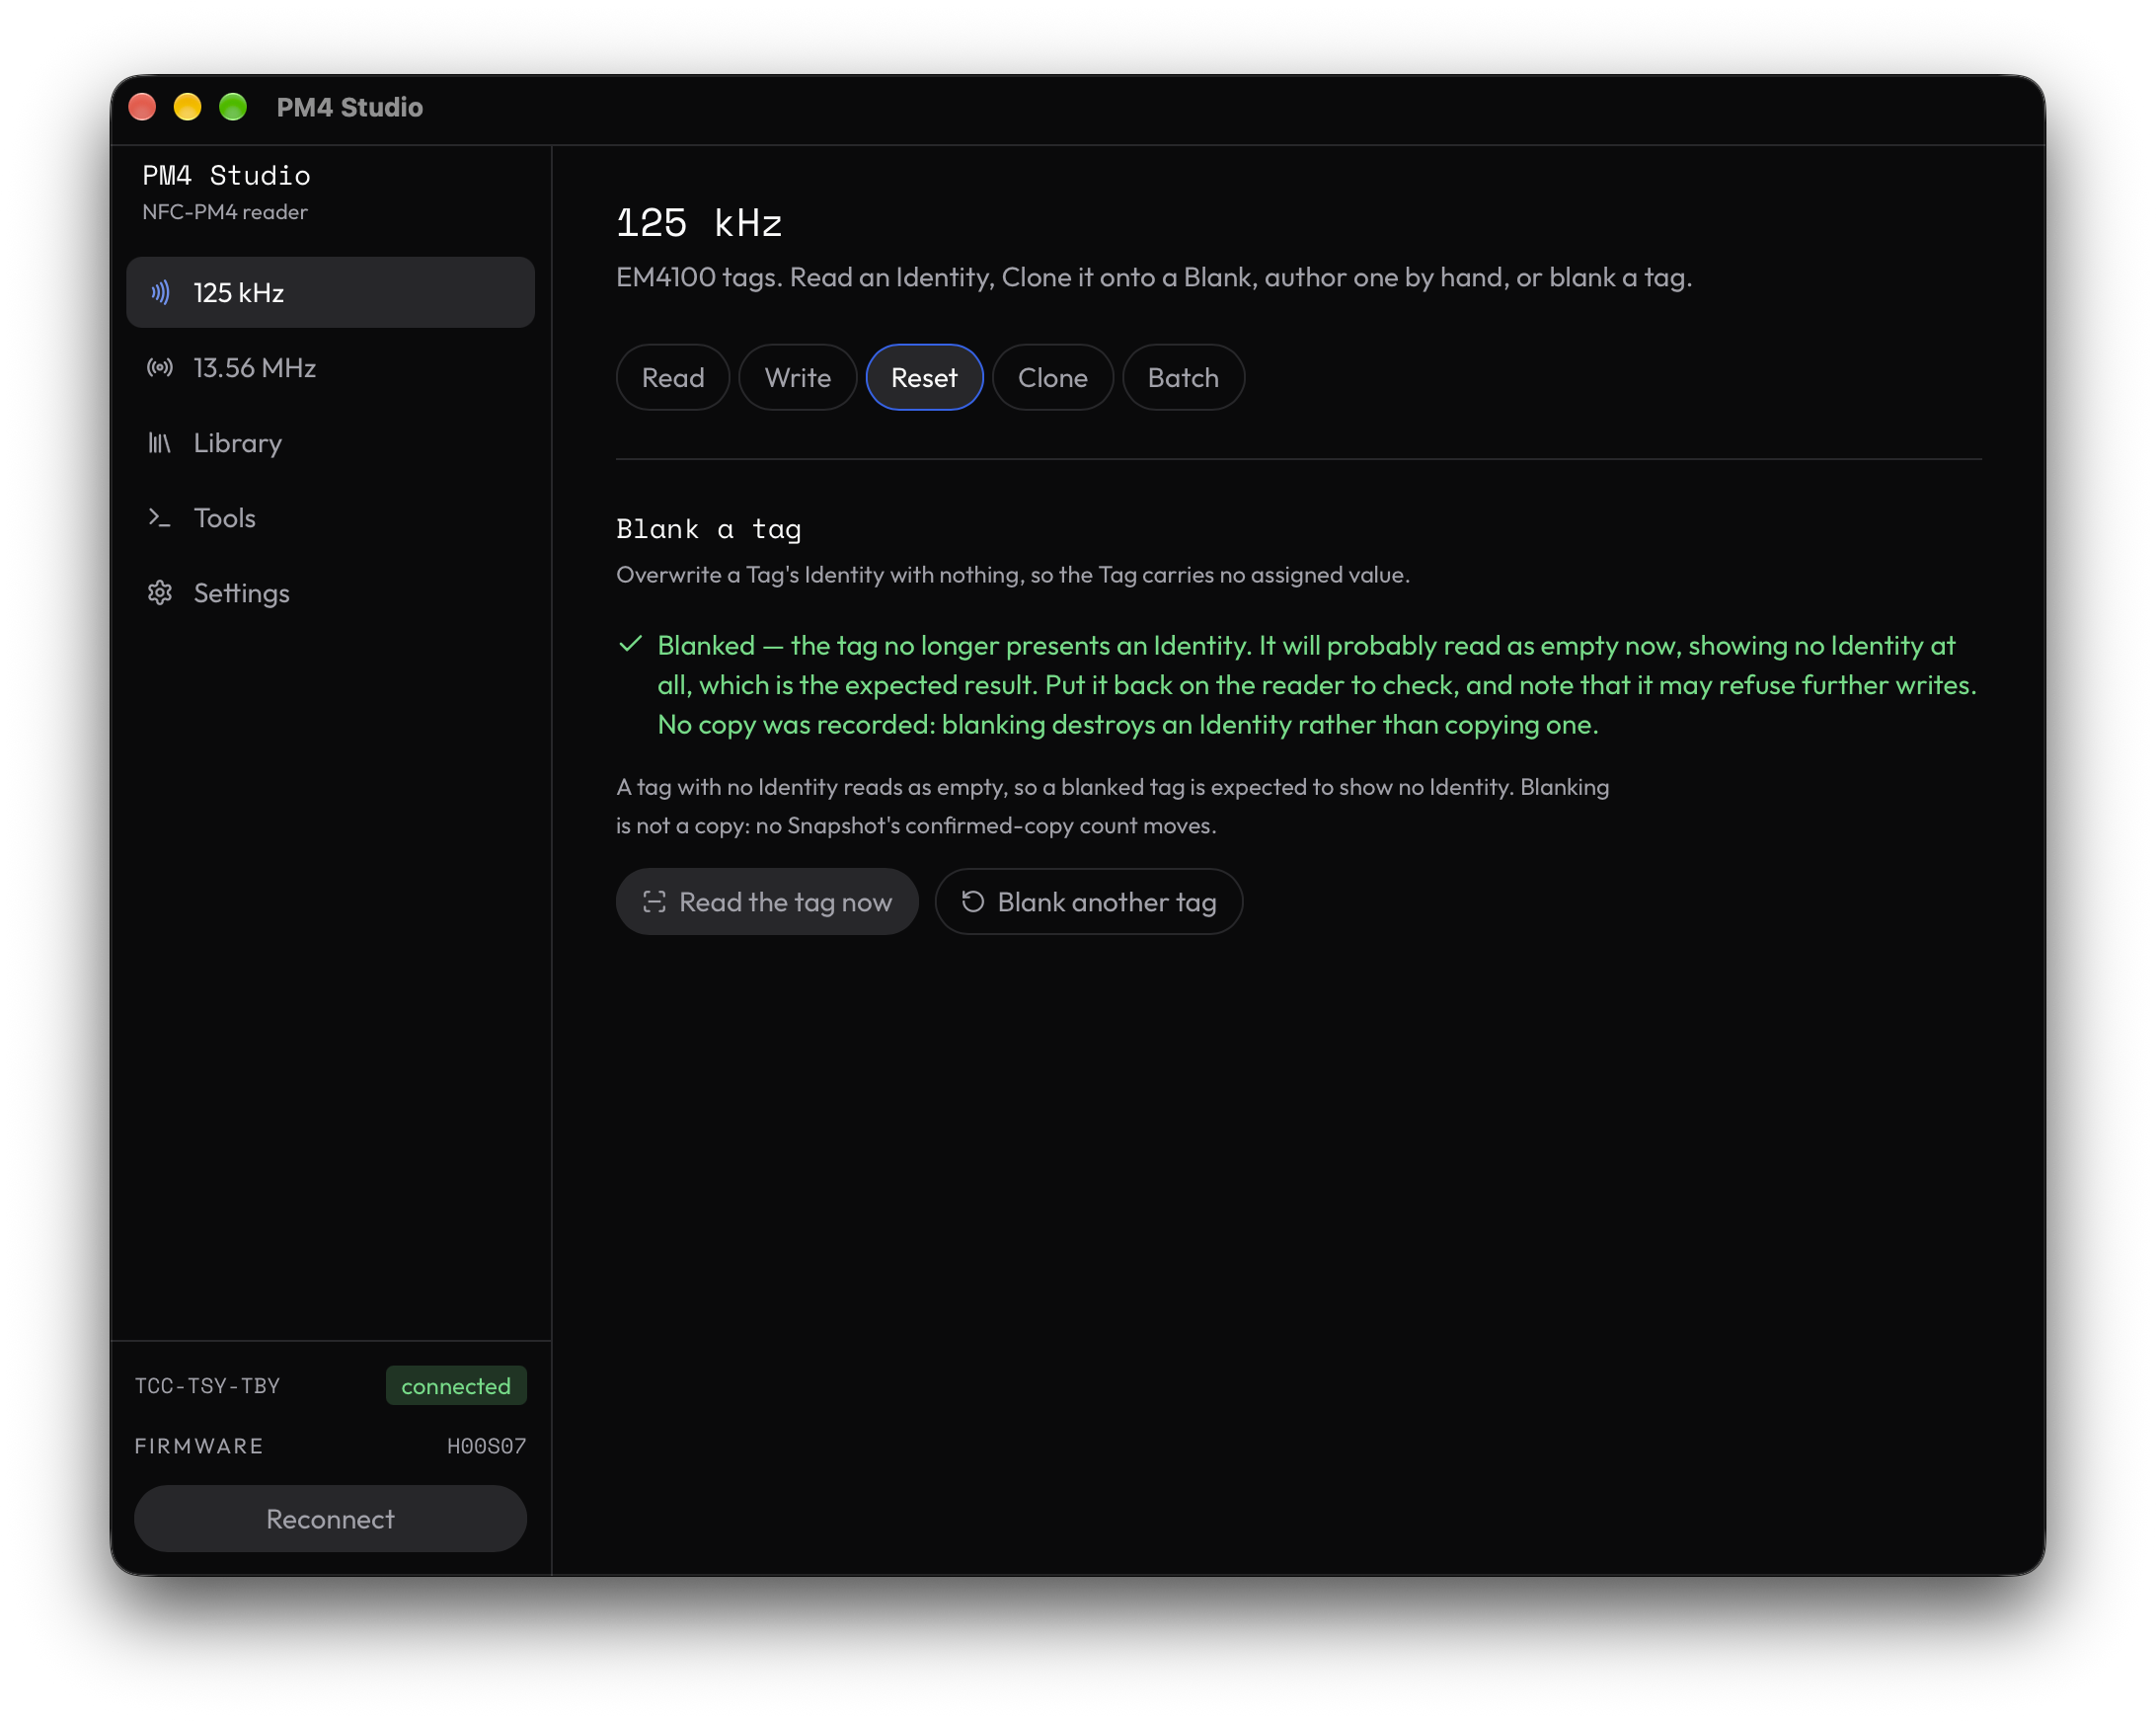 PM4 Studio
PM4 Studio
NFC-PM4 reader
125 kHz
13.56 MHz
Library
Tools
Settings
TCC-TSY-TBY
connected
FIRMWARE
H00S07
Reconnect
125 kHz
EM4100 tags. Read an Identity, Clone it onto a Blank, author one by hand, or blank a tag.
Read
Write
Reset
Clone
Batch
Blank a tag
Overwrite a Tag's Identity with nothing, so the Tag carries no assigned value.
Blanked — the tag no longer presents an Identity. It will probably read as empty now, showing no Identity at
all, which is the expected result. Put it back on the reader to check, and note that it may refuse further writes.
No copy was recorded: blanking destroys an Identity rather than copying one.
A tag with no Identity reads as empty, so a blanked tag is expected to show no Identity. Blanking
is not a copy: no Snapshot's confirmed-copy count moves.
Read the tag now
Blank another tag